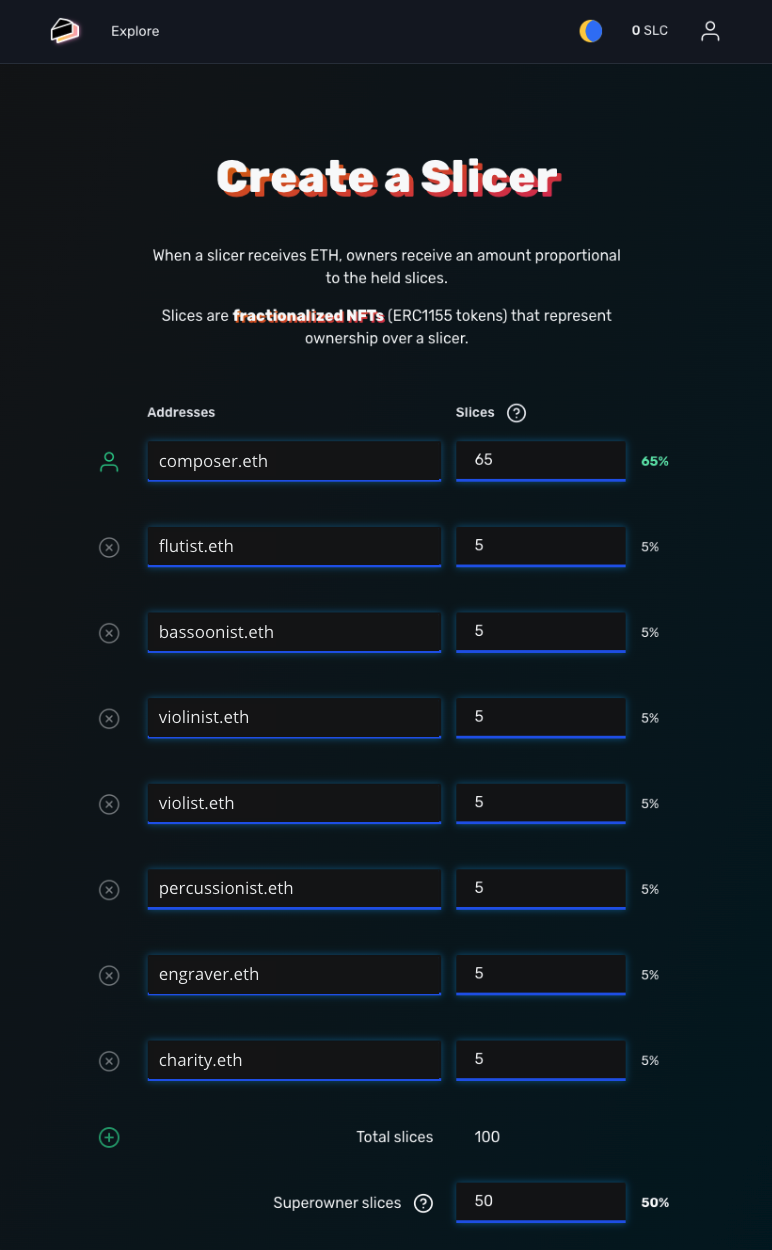 Explore
0 SLC
Create a Slicer
When a slicer receives ETH, owners receive an amount proportional
to the held slices.
Slices are fractionalized NFTs (ERC1155 tokens) that represent
ownership over a slicer.
Addresses Slices ?
composer.eth 65 65%
flutist.eth 5 5%
bassoonist.eth 5 5%
violinist.eth 5 5%
violist.eth 5 5%
percussionist.eth 5 5%
engraver.eth 5 5%
charity.eth 5 5%
Total slices 100
Superowner slices ? 50 50%